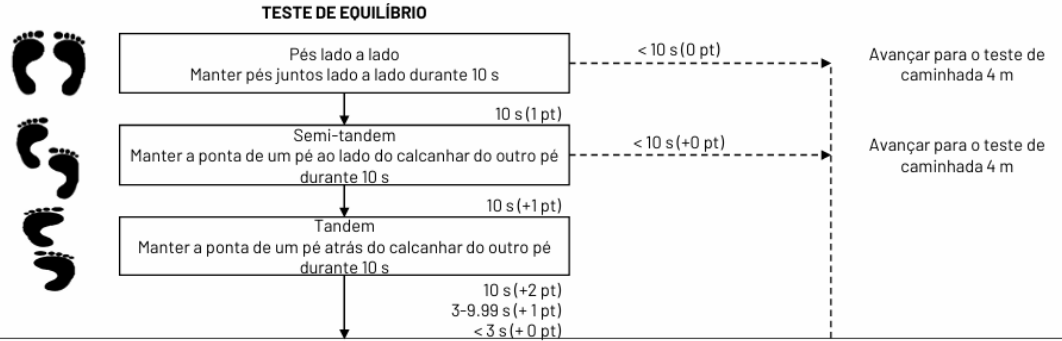 TESTE DE EQUILÍBRIO
Pés lado a lado
Manter pés juntos lado a lado durante 10 s
< 10 s (0 pt)
Avançar para o teste de
caminhada 4 m
10 s (1 pt)
Semi-tandem
Manter a ponta de um pé ao lado do calcanhar do outro pé
durante 10 s
< 10 s (+0 pt)
Avançar para o teste de
caminhada 4 m
10 s (+1 pt)
Tandem
Manter a ponta de um pé atrás do calcanhar do outro pé
durante 10 s
10 s (+2 pt)
3-9.99 s (+ 1 pt)
< 3 s (+ 0 pt)